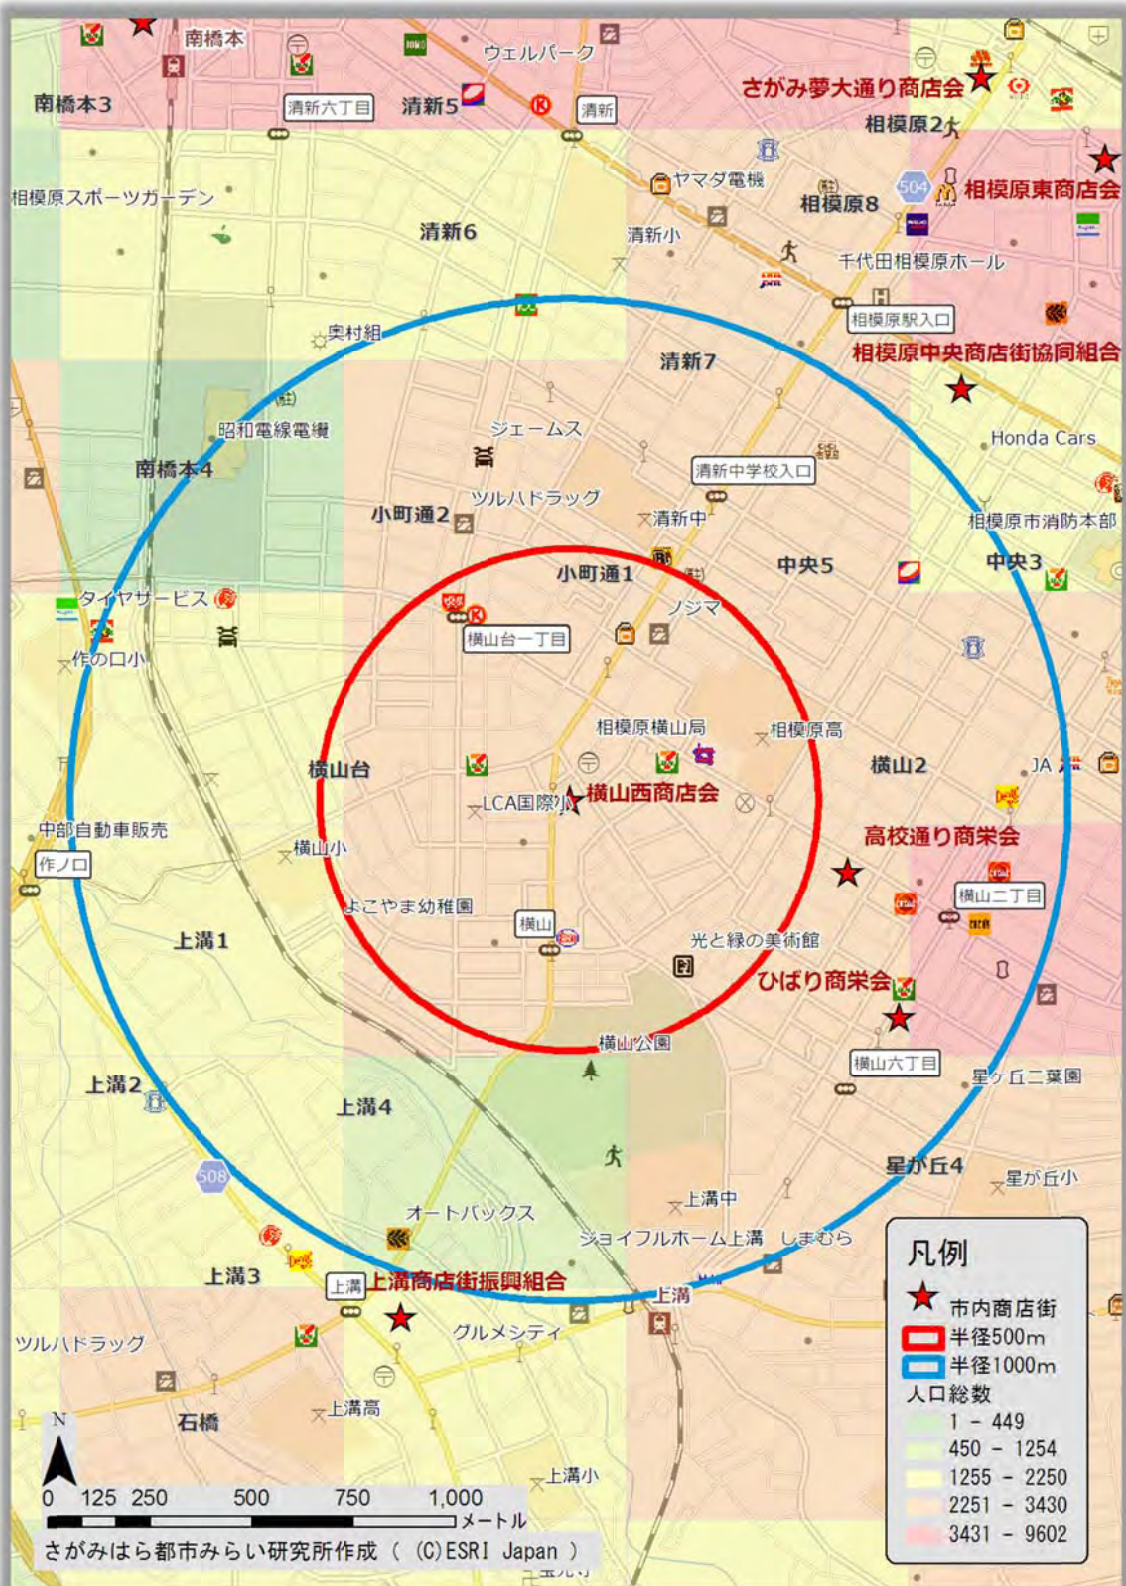 南橋本
ウェルパーク
さがみ夢大通り商店会
南橋本3
清新六丁目
清新5
清新
相模原2
ヤマダ電機
504
相模原東商店会
相模原スポーツガーデン
相模原8
清新6
清新小
千代田相模原ホール
相模原駅入口
奥村組
清新7
相模原中央商店街協同組合
昭和電線電纜
ジェームス
Honda Cars
南橋本4
清新中学校入口
ツルハドラッグ
小町通2
清新中
相模原市消防本部
小町通1
中央5
中央3
タイヤサービス
ノジマ
横山台一丁目
作の口小
相模原横山局
相模原高
横山台
横山2
JA
LCA国際小
横山西商店会
中部自動車販売
高校通り商栄会
横山小
作ノ口
横山二丁目
よこやま幼稚園
横山
上溝1
光と緑の美術館
ひばり商栄会
横山公園
横山六丁目
上溝2
星ヶ丘二葉園
上溝4
星が丘4
508
上溝中
星が丘小
オートバックス
ジョイフルホーム上溝
しまむら
上溝3
上溝
上溝商店街振興組合
上溝
グルメシティ
ツルハドラッグ
上溝高
石橋
上溝小
凡例
市内商店街
半径500m
半径1000m
人口総数
1 - 449
450 - 1254
1255 - 2250
2251 - 3430
3431 - 9602
N
0 125 250 500 750 1,000
メートル
さがみはら都市みらい研究所作成 ( (C)ESRI Japan )